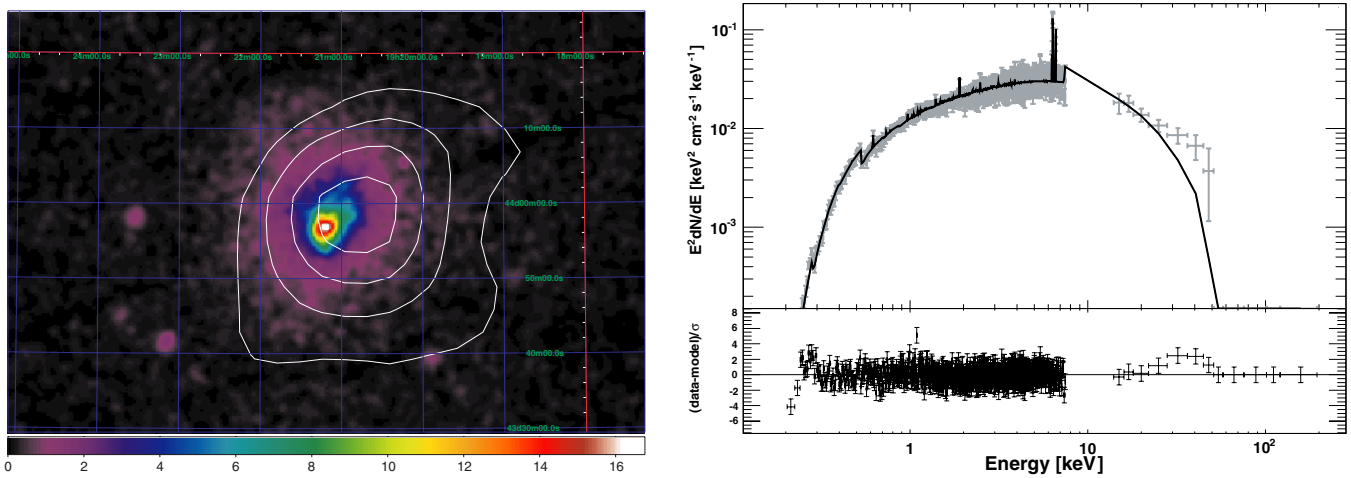 24m00.0s 23m00.0s 22m00.0s 21m00.0s 19h20m00.0s 18m00.0s
10m00.0s
44d00m00.0s
50m00.0s
40m00.0s
43d30m00.0s
0 2 4 6 8 10 12 14 16
E²dN/dE [keV² cm⁻² s⁻¹ keV⁻¹]
10⁻¹
10⁻²
10⁻³
(data-model)/σ
8
6
4
2
0
-2
-4
-6
1 10 10²
Energy [keV]